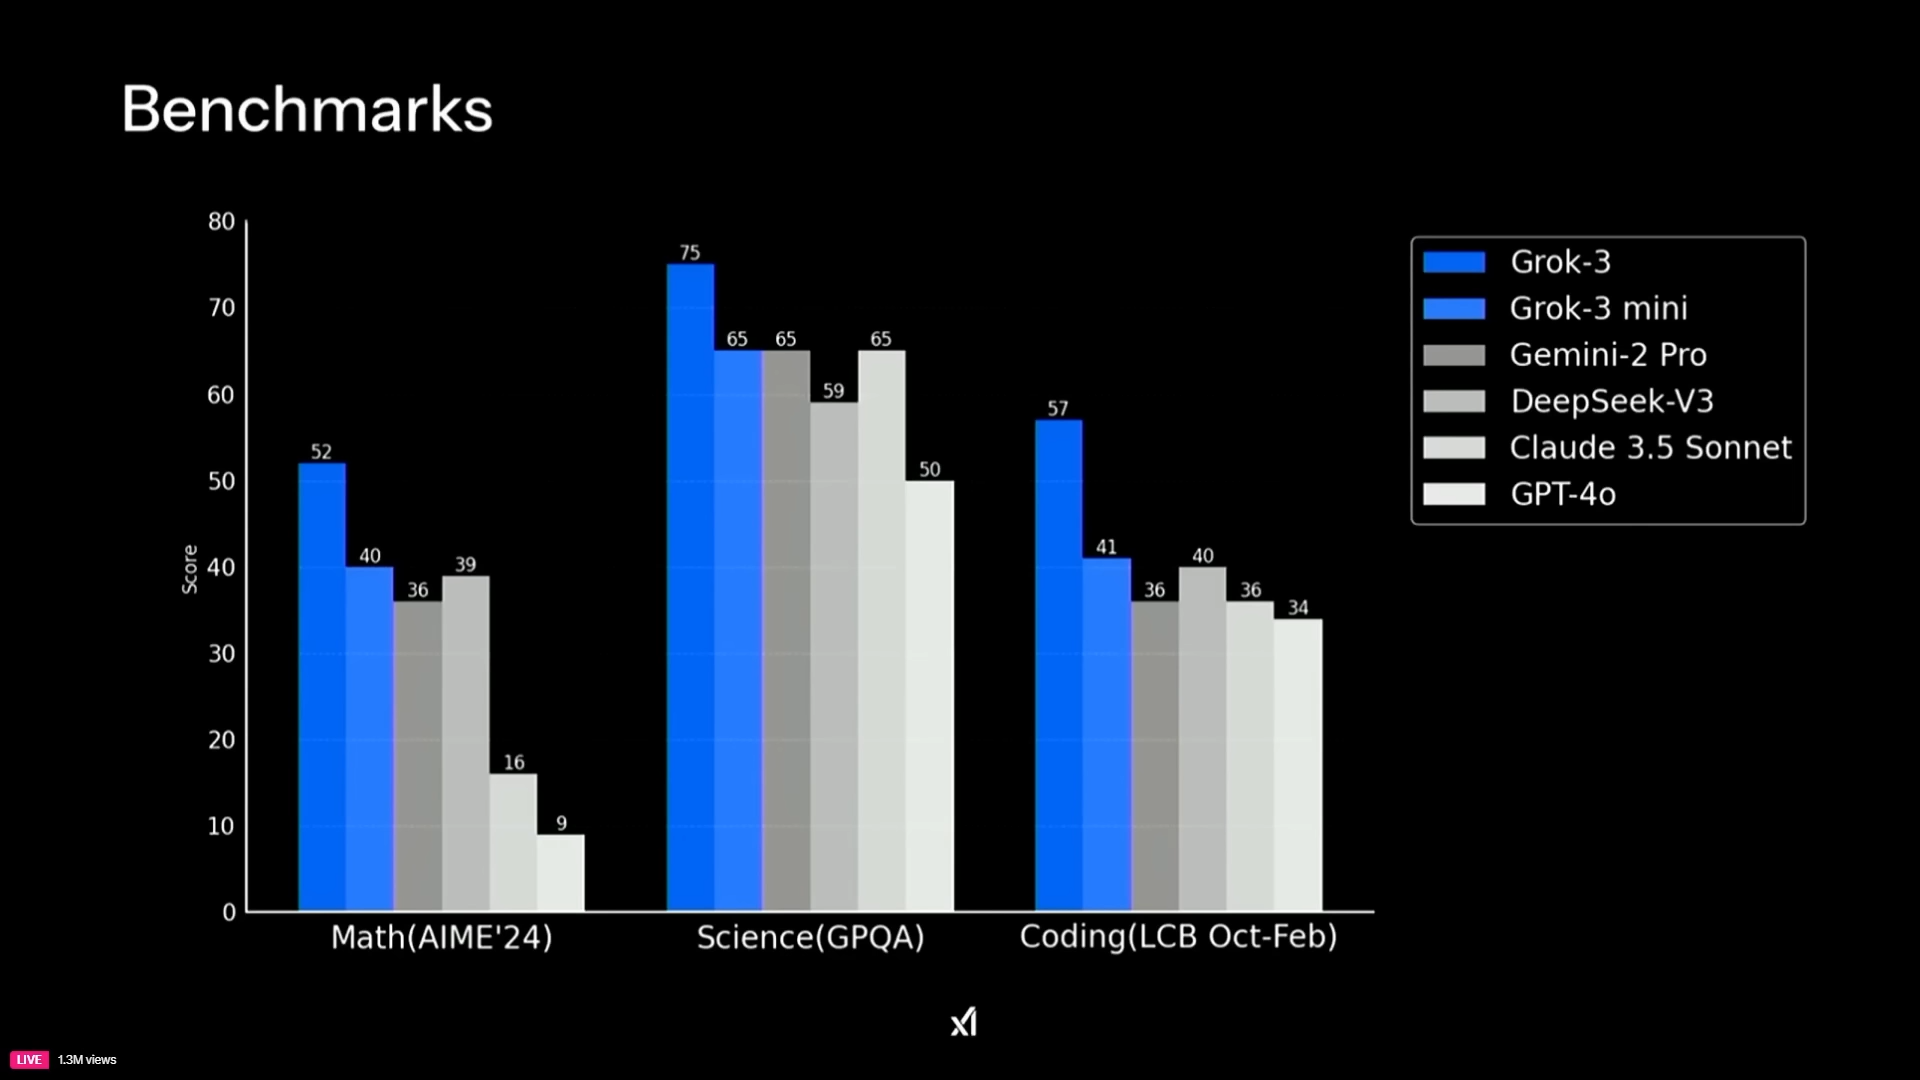 Benchmarks
80
70
60
50
40
30
20
10
0
Score
52
40
36
39
16
9
75
65
65
59
65
50
57
41
36
40
36
34
Math(AIME'24)
Science(GPQA)
Coding(LCB Oct-Feb)
Grok-3
Grok-3 mini
Gemini-2 Pro
DeepSeek-V3
Claude 3.5 Sonnet
GPT-4o
xI
LIVE 1.3M views